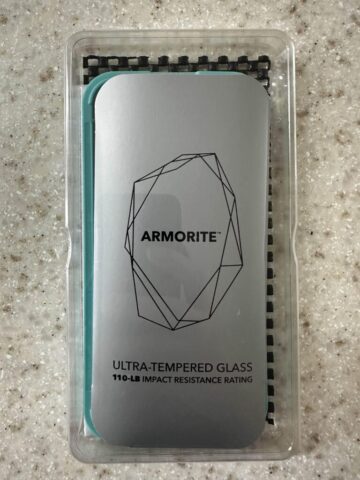 ARMORITE™
ULTRA-TEMPERED GLASS
110-LB IMPACT RESISTANCE RATING